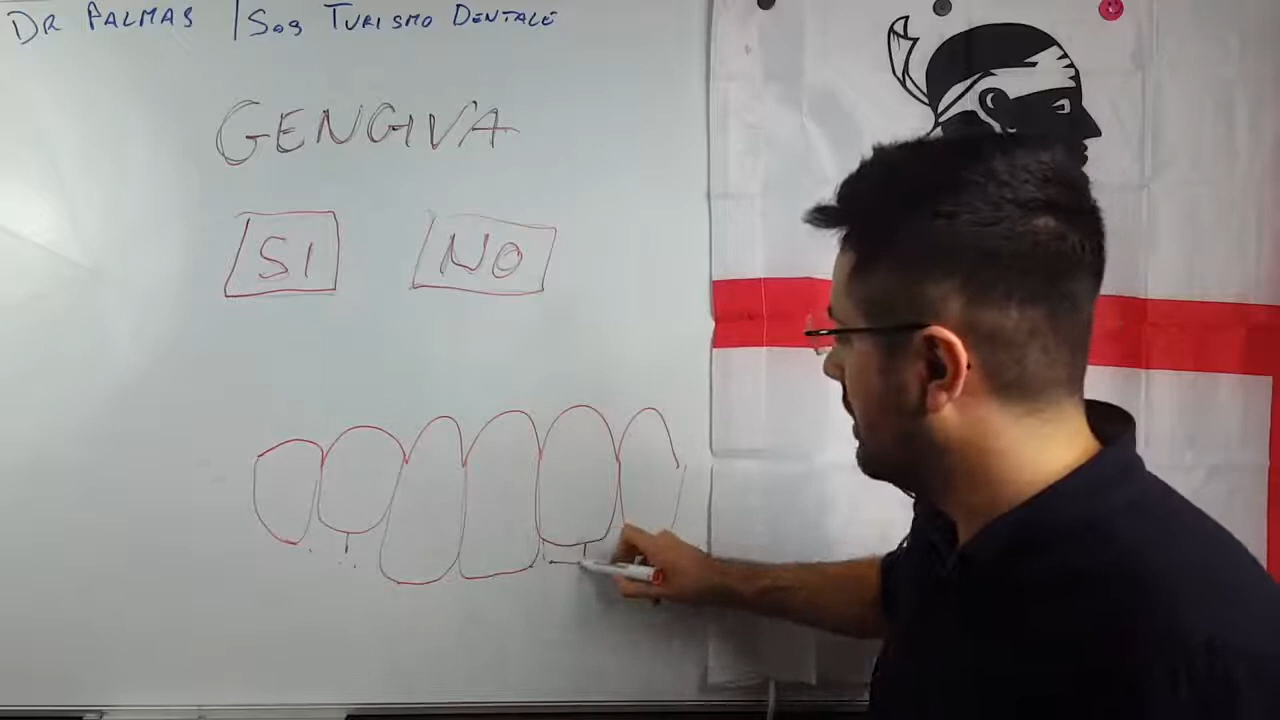 DR PALMAS | SOS TURISMO DENTALE
GENGIVA
SI NO